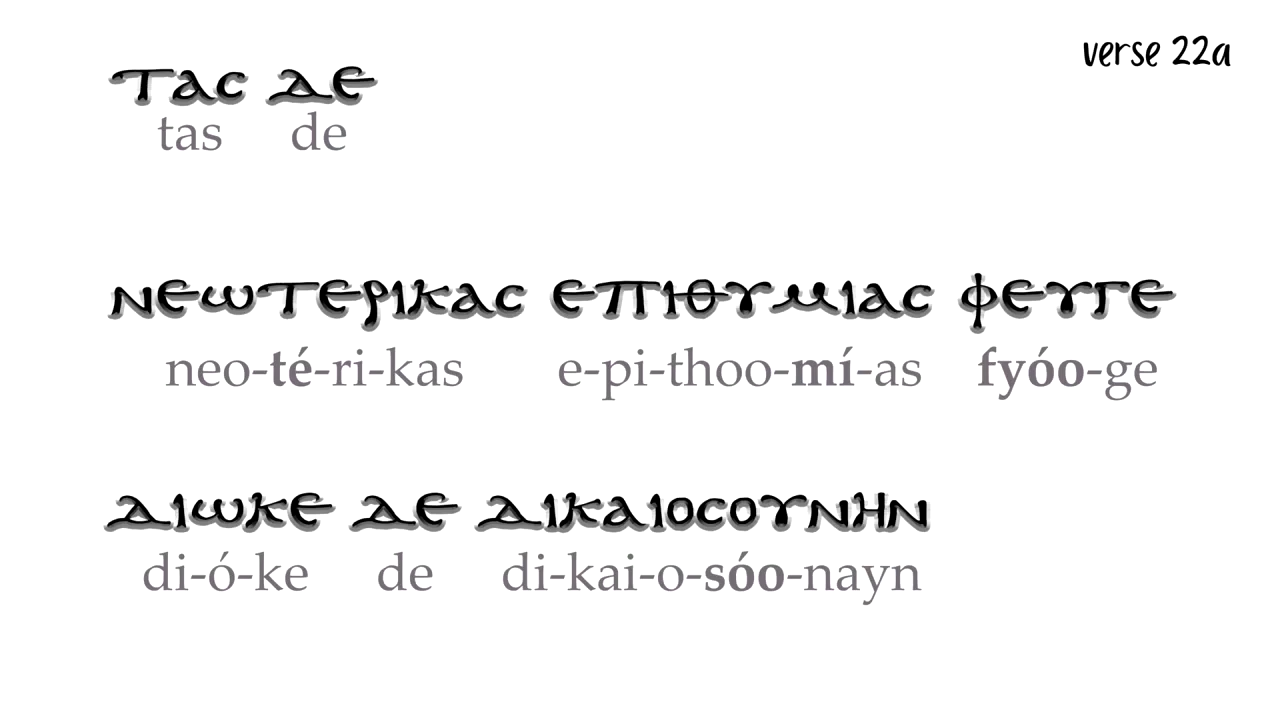 ΤΑϹ ΔΕ
verse 22a
tas de
ΝΕΩΤΕΡΙΚΑϹ ΕΠΙΘΥΜΙΑϹ ΦΕΥΓΕ
neo-té-ri-kas e-pi-thoo-mí-as fyóo-ge
ΔΙΩΚΕ ΔΕ ΔΙΚΑΙΟϹΟΥΝΗΝ
di-ó-ke de di-kai-o-sóo-nayn